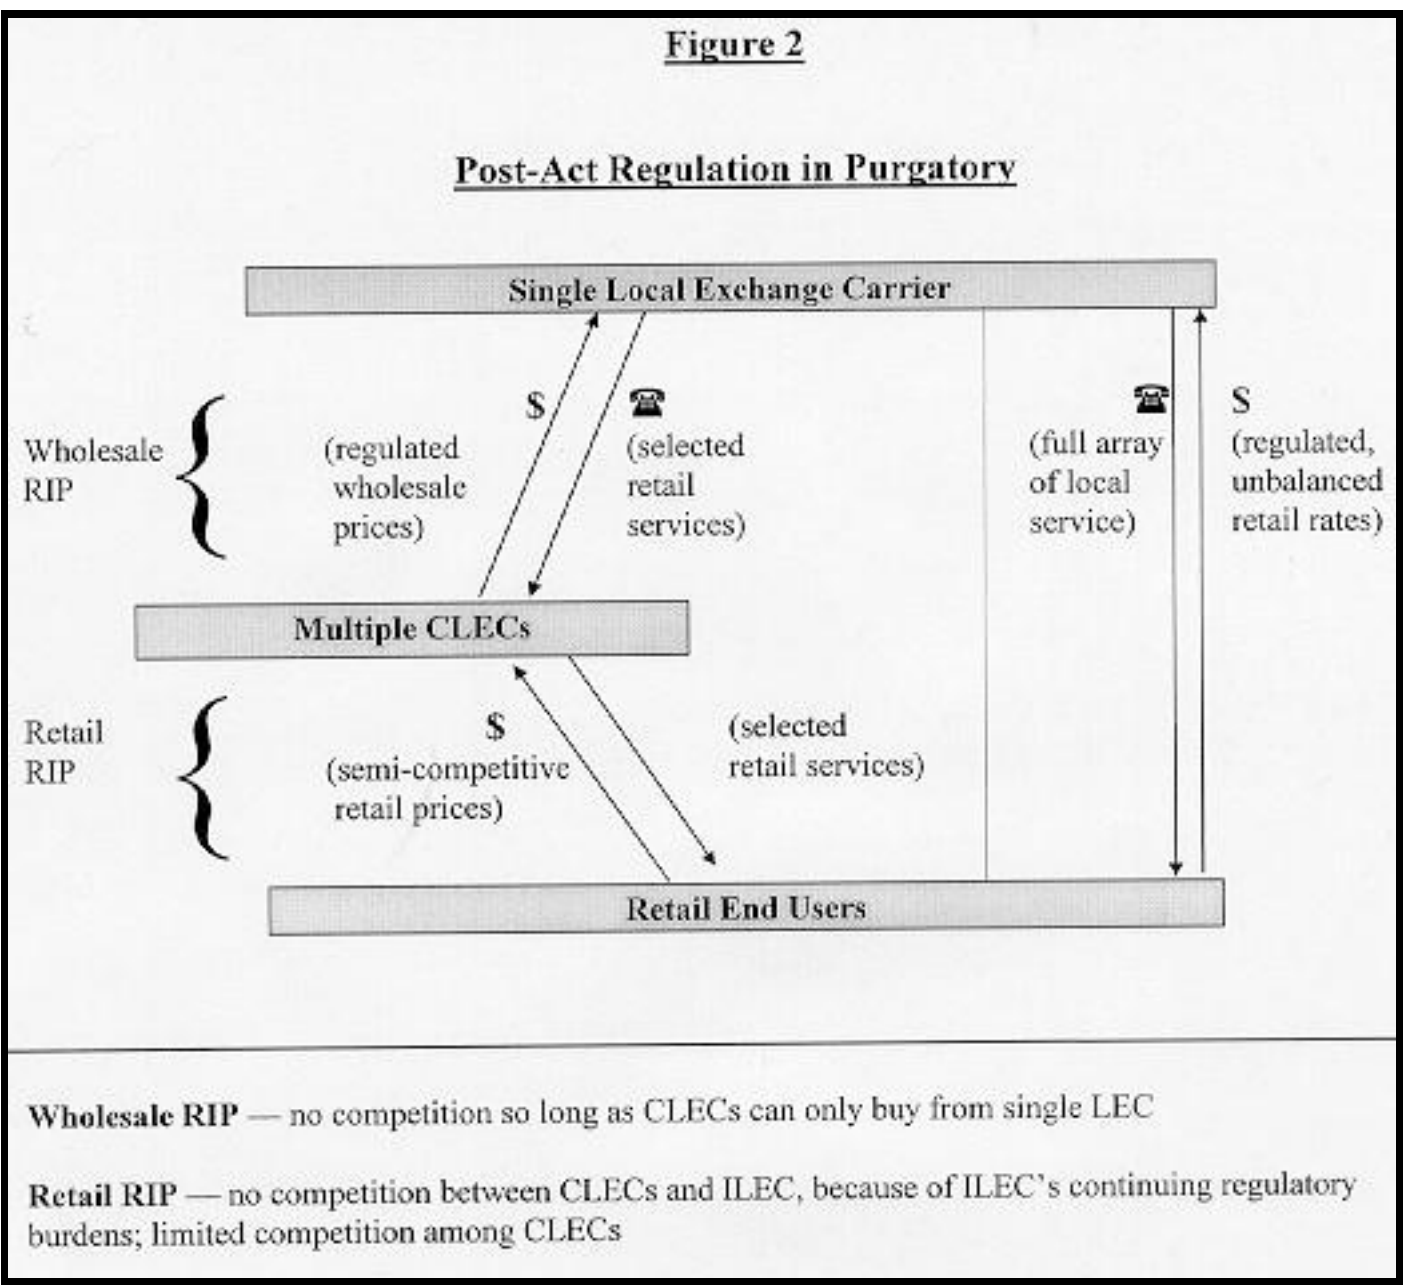 Figure 2
Post-Act Regulation in Purgatory
Single Local Exchange Carrier
Wholesale
RIP
$
(regulated
wholesale
prices)
(selected
retail
services)
(full array
of local
service)
$
(regulated,
unbalanced
retail rates)
Multiple CLECs
Retail
RIP
$
(semi-competitive
retail prices)
(selected
retail services)
Retail End Users
Wholesale RIP — no competition so long as CLECs can only buy from single LEC
Retail RIP — no competition between CLECs and ILEC, because of ILEC's continuing regulatory
burdens; limited competition among CLECs